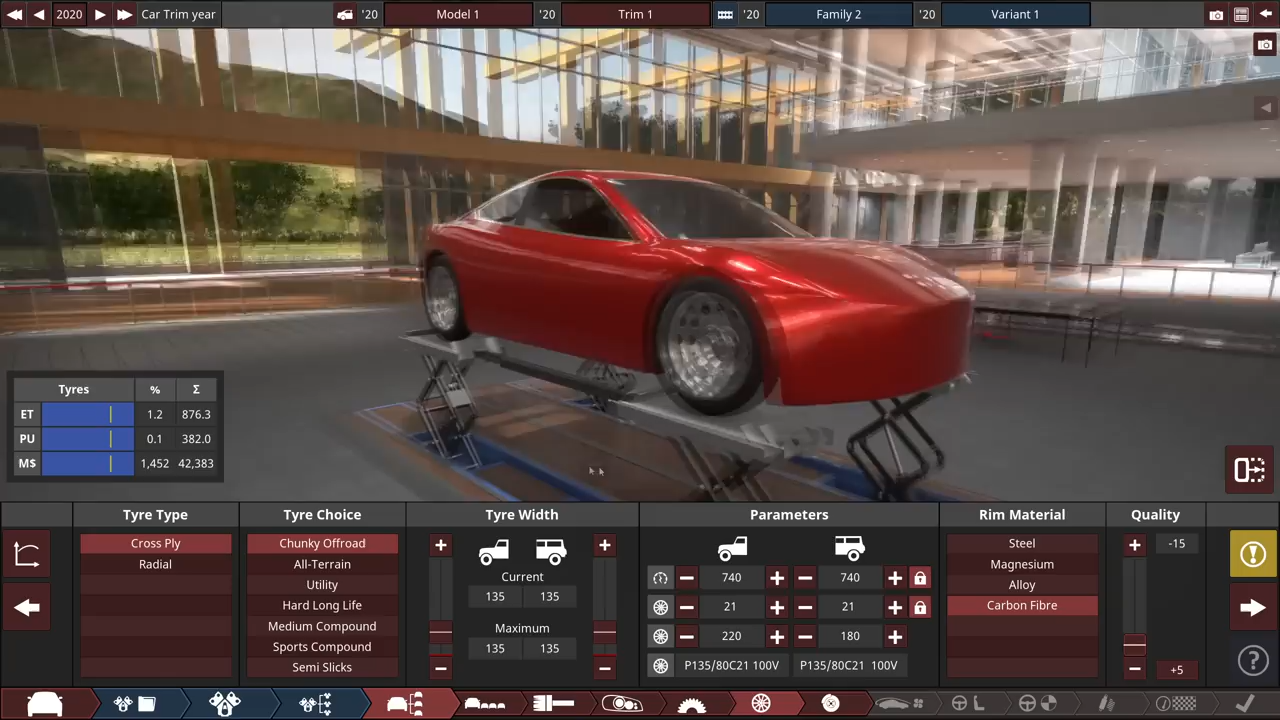 2020 Car Trim year '20 Model 1 '20 Trim 1 '20 Family 2 '20 Variant 1
Tyres % Σ
ET 1.2 876.3
PU 0.1 382.0
M$ 1,452 42,383
Tyre Type
Cross Ply
Radial
Tyre Choice
Chunky Offroad
All-Terrain
Utility
Hard Long Life
Medium Compound
Sports Compound
Semi Slicks
Tyre Width
Current
135 135
Maximum
135 135
Parameters
740 740
21 21
220 180
P135/80C21 100V P135/80C21 100V
Rim Material
Steel
Magnesium
Alloy
Carbon Fibre
Quality
-15
+5